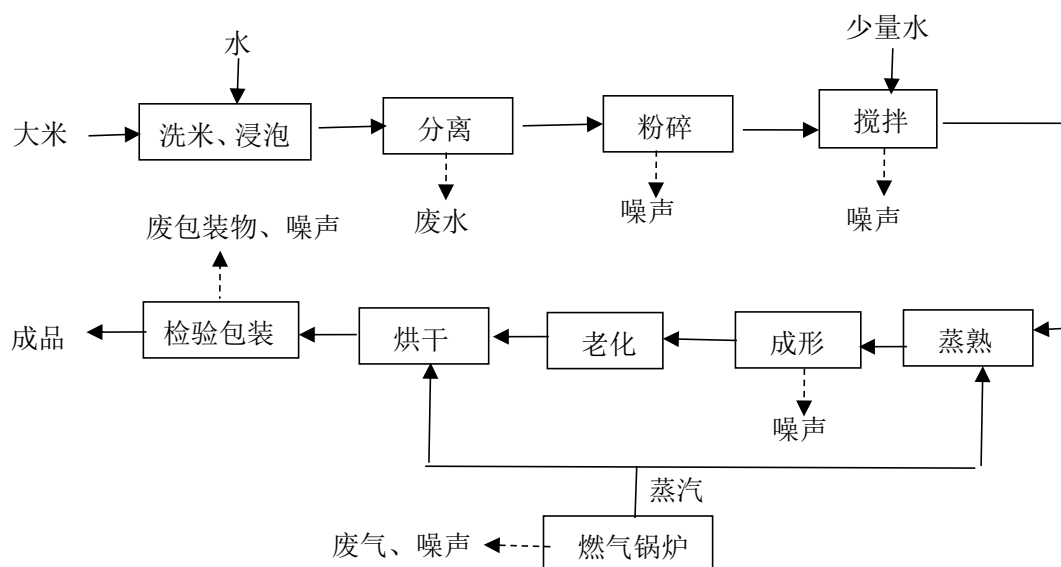 水
少量水
大米
洗米、浸泡
分离
粉碎
搅拌
废水
噪声
噪声
废包装物、噪声
成品
检验包装
烘干
老化
成形
蒸熟
噪声
蒸汽
废气、噪声
燃气锅炉